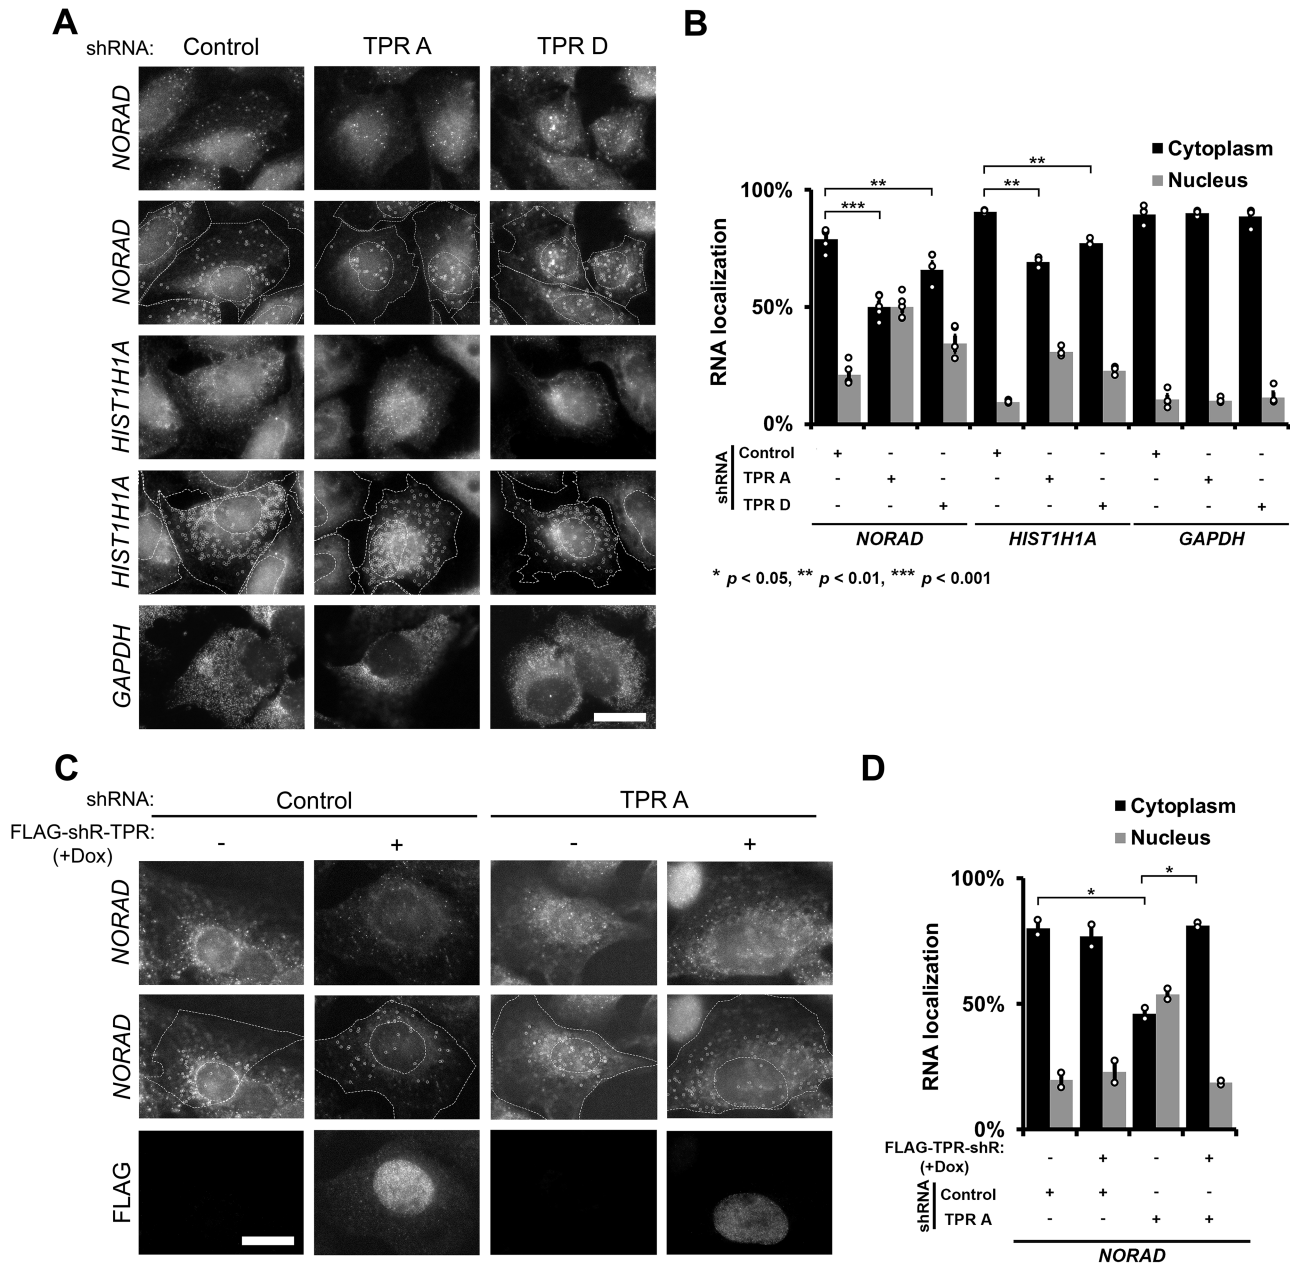 A
shRNA: Control TPR A TPR D
NORAD
NORAD
HIST1H1A
HIST1H1A
GAPDH
B
Cytoplasm
Nucleus
RNA localization
100%
50%
0%
** *** ** **
shRNA
Control + - - + - - + - -
TPR A - + - - + - - + -
TPR D - - + - - + - - +
NORAD HIST1H1A GAPDH
* p < 0.05, ** p < 0.01, *** p < 0.001
C
shRNA: Control TPR A
FLAG-shR-TPR: - + - +
(+Dox)
NORAD
NORAD
FLAG
D
Cytoplasm
Nucleus
RNA localization
100%
50%
0%
* *
FLAG-TPR-shR: - + - +
(+Dox)
shRNA
Control + + - -
TPR A - - + +
NORAD